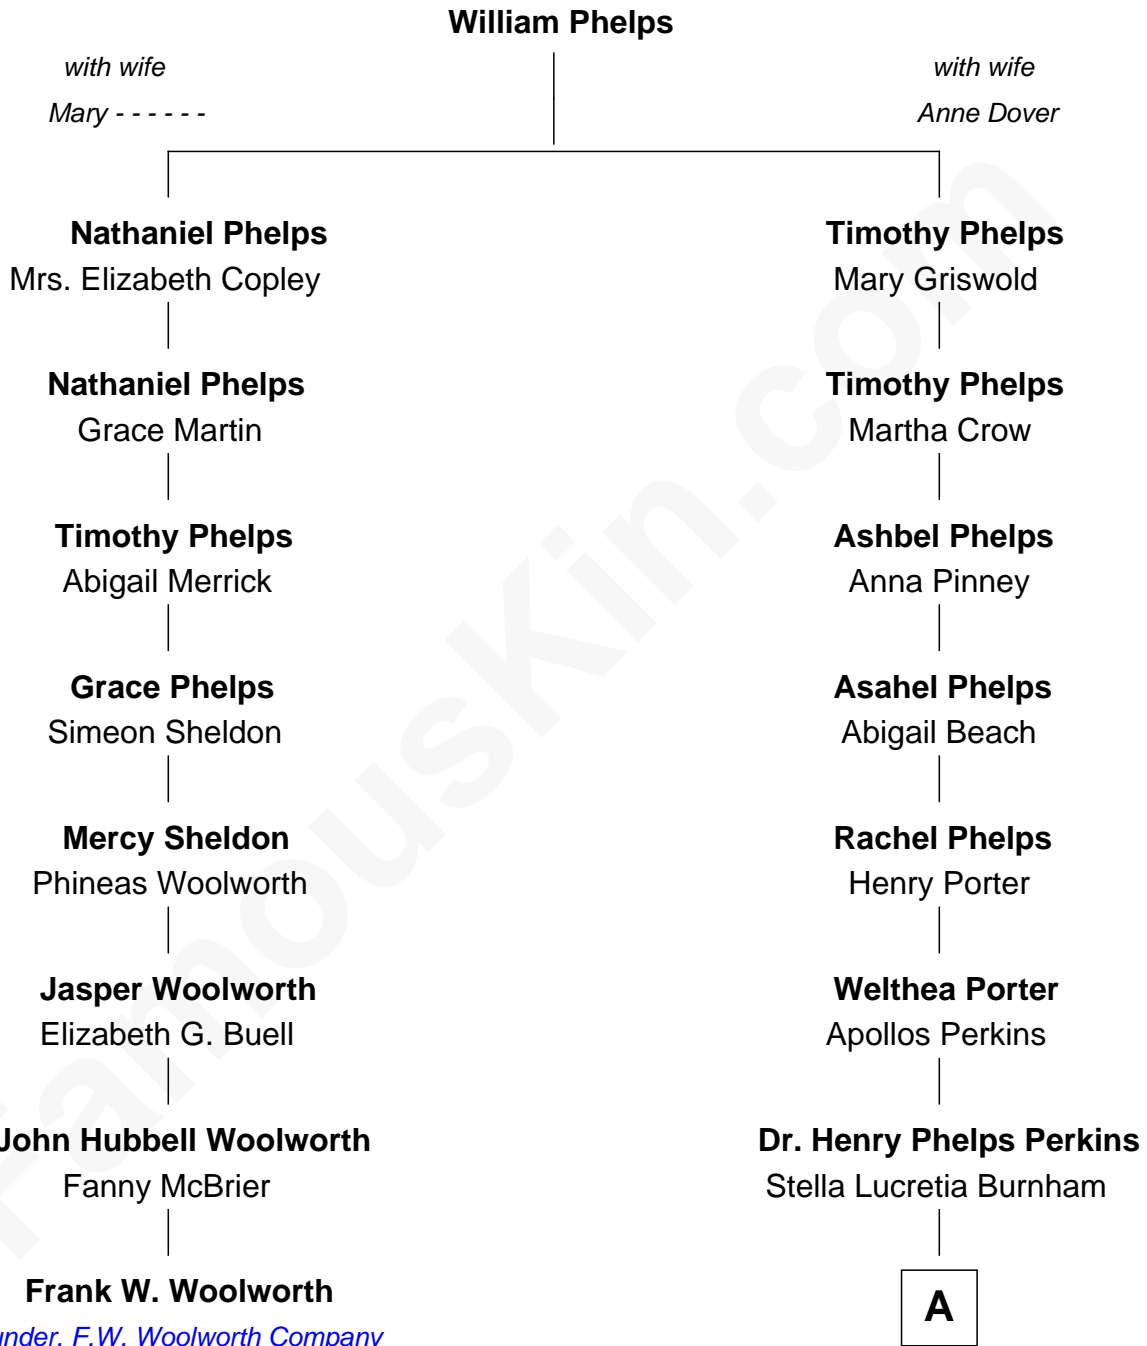 William Phelps
with wife
with wife
Mary - - - - - -
Anne Dover
Nathaniel Phelps
Timothy Phelps
Mrs. Elizabeth Copley
Mary Griswold
Nathaniel Phelps
Timothy Phelps
Grace Martin
Martha Crow
Timothy Phelps
Ashbel Phelps
Abigail Merrick
Anna Pinney
Grace Phelps
Asahel Phelps
Simeon Sheldon
Abigail Beach
Mercy Sheldon
Rachel Phelps
Phineas Woolworth
Henry Porter
Jasper Woolworth
Welthea Porter
Elizabeth G. Buell
Apollos Perkins
John Hubbell Woolworth
Dr. Henry Phelps Perkins
Fanny McBrier
Stella Lucretia Burnham
Frank W. Woolworth
A
under, F.W. Woolworth Company
FamousKin.com